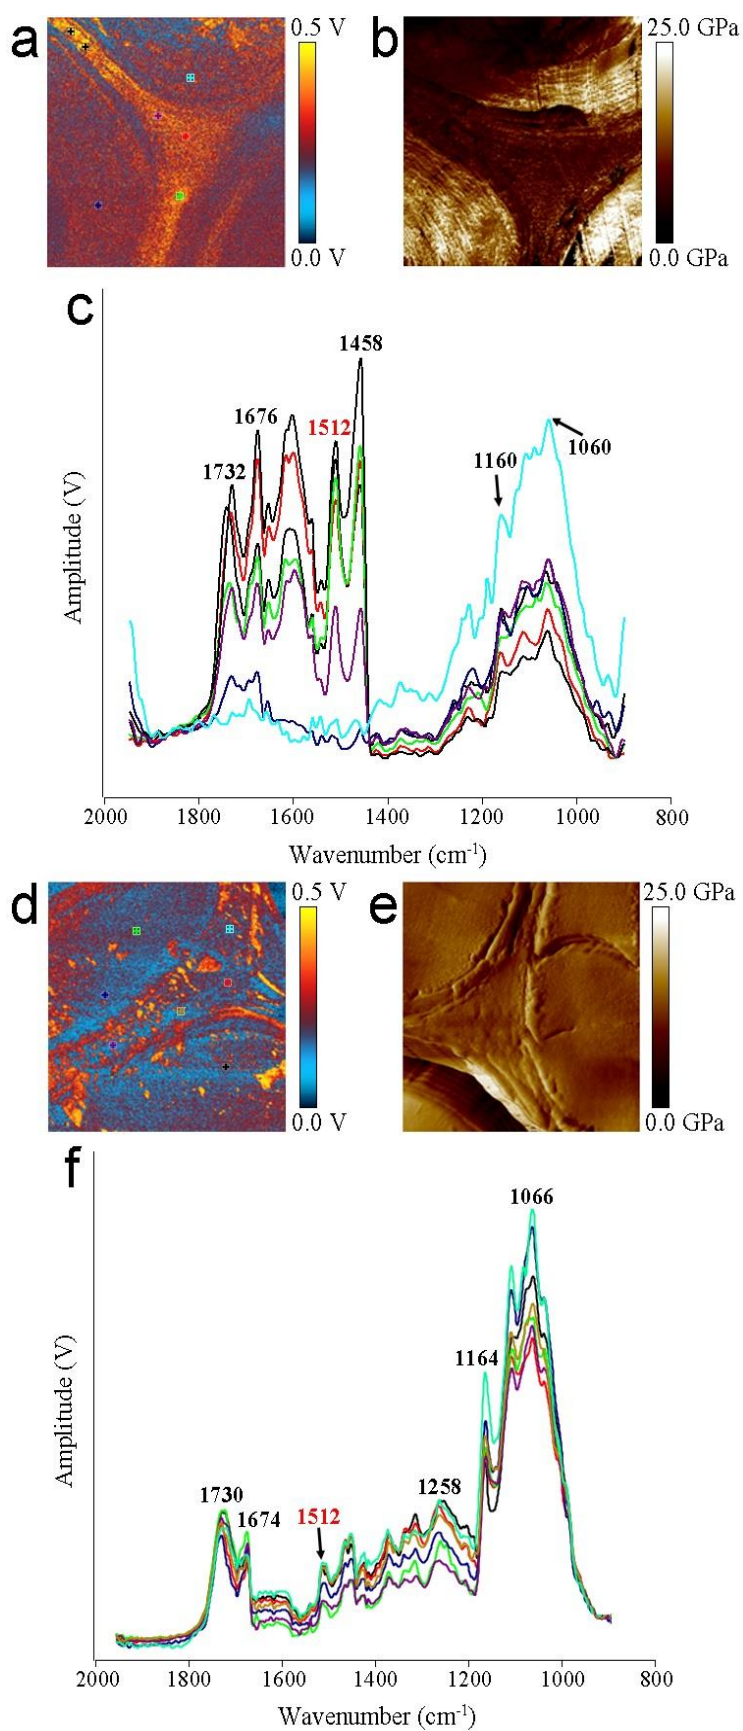 a
0.5 V
0.0 V
b
25.0 GPa
0.0 GPa
c
1458
1676
1512
1732
1160
1060
Amplitude (V)
2000 1800 1600 1400 1200 1000 800
Wavenumber (cm-1)
d
0.5 V
0.0 V
e
25.0 GPa
0.0 GPa
f
1066
1164
1730
1674
1512
1258
Amplitude (V)
2000 1800 1600 1400 1200 1000 800
Wavenumber (cm-1)